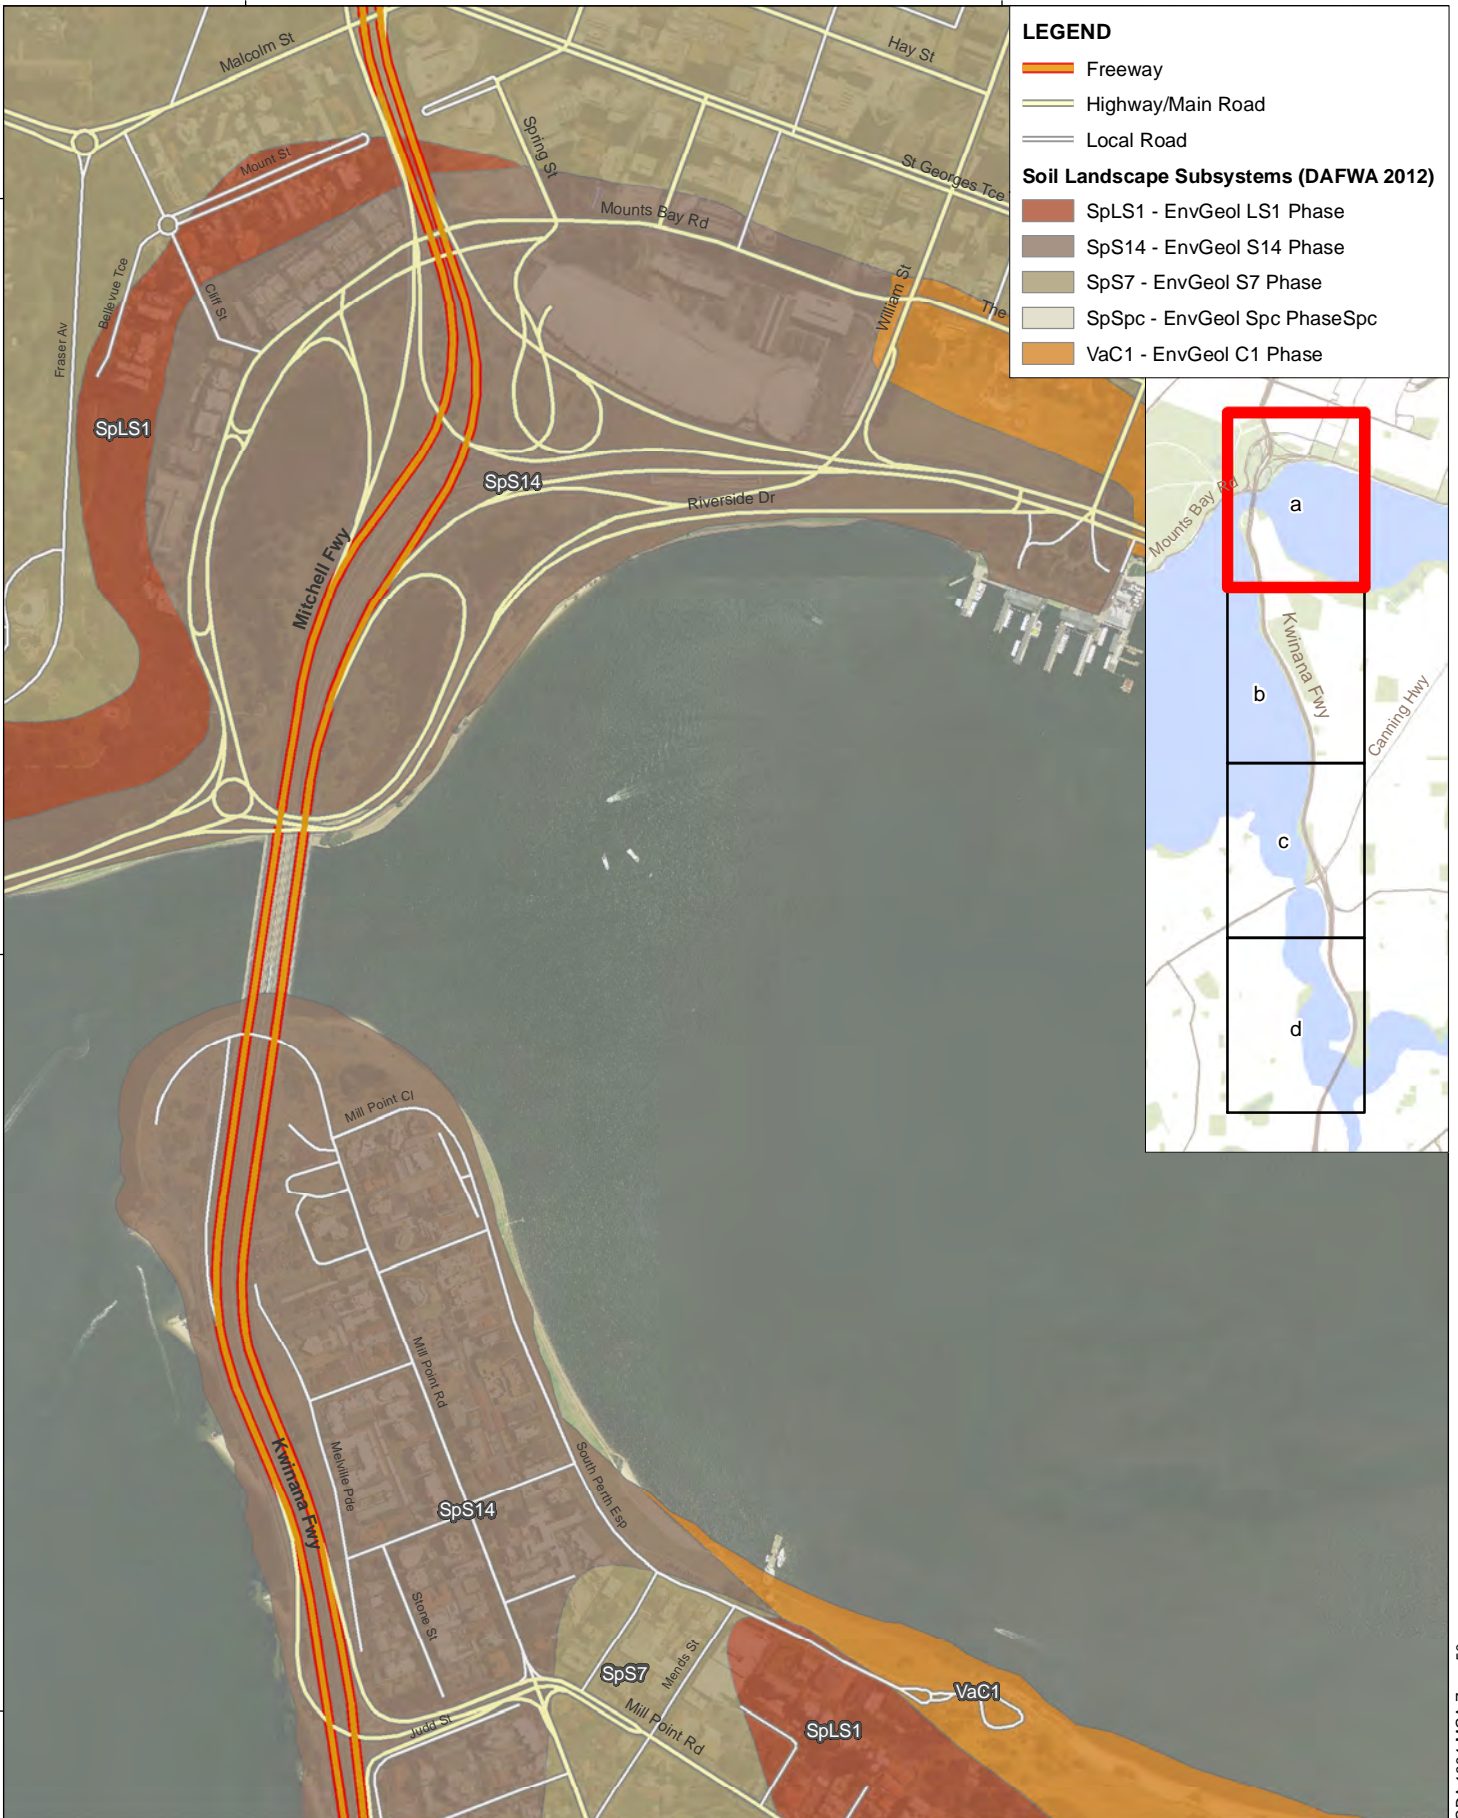 LEGEND
Freeway
Highway/Main Road
Local Road
Soil Landscape Subsystems (DAFWA 2012)
SpLS1 - EnvGeol LS1 Phase
SpS14 - EnvGeol S14 Phase
SpS7 - EnvGeol S7 Phase
SpSpc - EnvGeol Spc PhaseSpc
VaC1 - EnvGeol C1 Phase
Malcolm St
Hay St
Spring St
Mount St
St Georges Tce
Mounts Bay Rd
Bellevue Tce
Cliff St
William St
The
Fraser Av
SpLS1
SpS14
Riverside Dr
Mitchell Fwy
Mounts Bay Rd
a
Kwinana Fwy
b
Canning Hwy
c
d
Mill Point Cl
Mill Point Rd
Melville Pde
South Perth Esp
Kwinana Fwy
SpS14
Stone St
SpS7
Mends St
VaC1
Mill Point Rd
Judd St
SpLS1